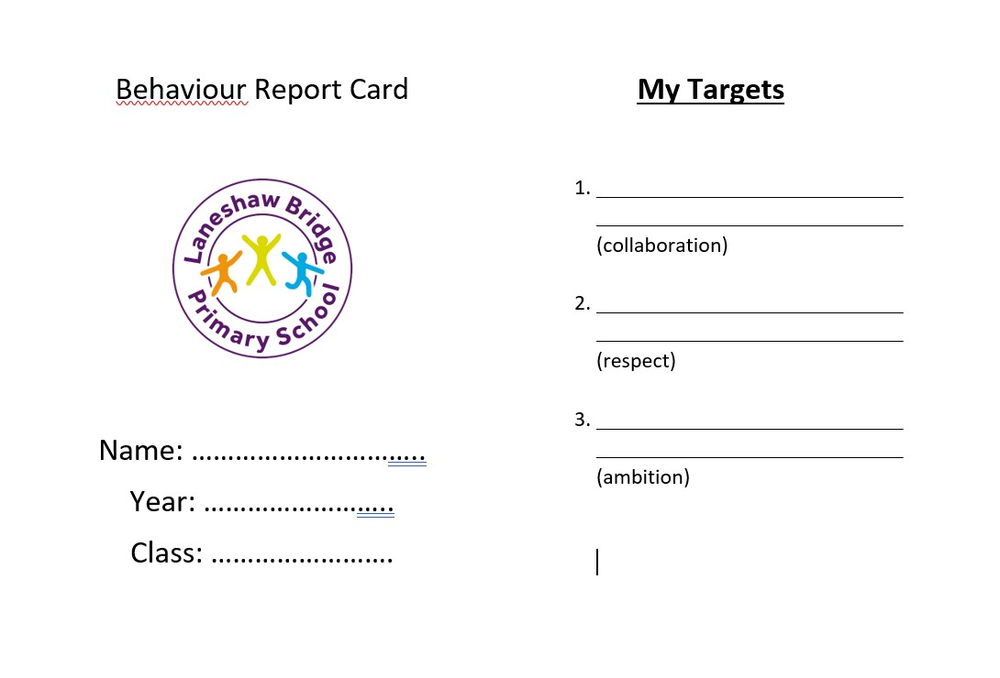 Behaviour Report Card
Laneshaw Bridge
Primary School
Name: …………………………..
Year: ……………………..
Class: …………………….
My Targets
1. ______________________________
______________________________
(collaboration)
2. ______________________________
______________________________
(respect)
3. ______________________________
______________________________
(ambition)